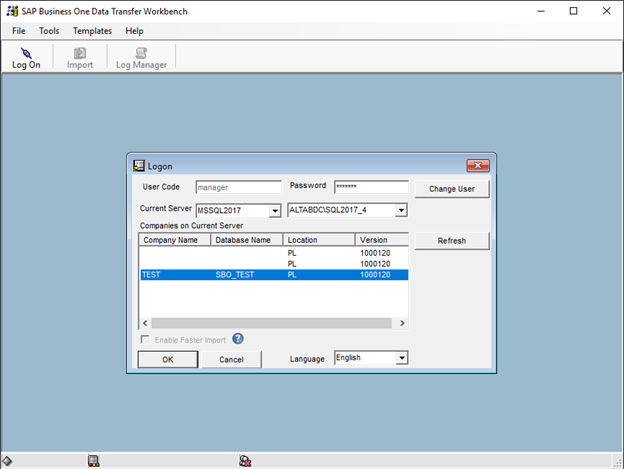 SAP Business One Data Transfer Workbench
File Tools Templates Help
Log On Import Log Manager
Logon
User Code manager Password ******* Change User
Current Server MSSQL2017 ALTABDC\SQL2017_4
Companies on Current Server Refresh
Company Name Database Name Location Version
PL 1000120
PL 1000120
TEST SBO_TEST PL 1000120
Enable Faster Import ?
OK Cancel Language English